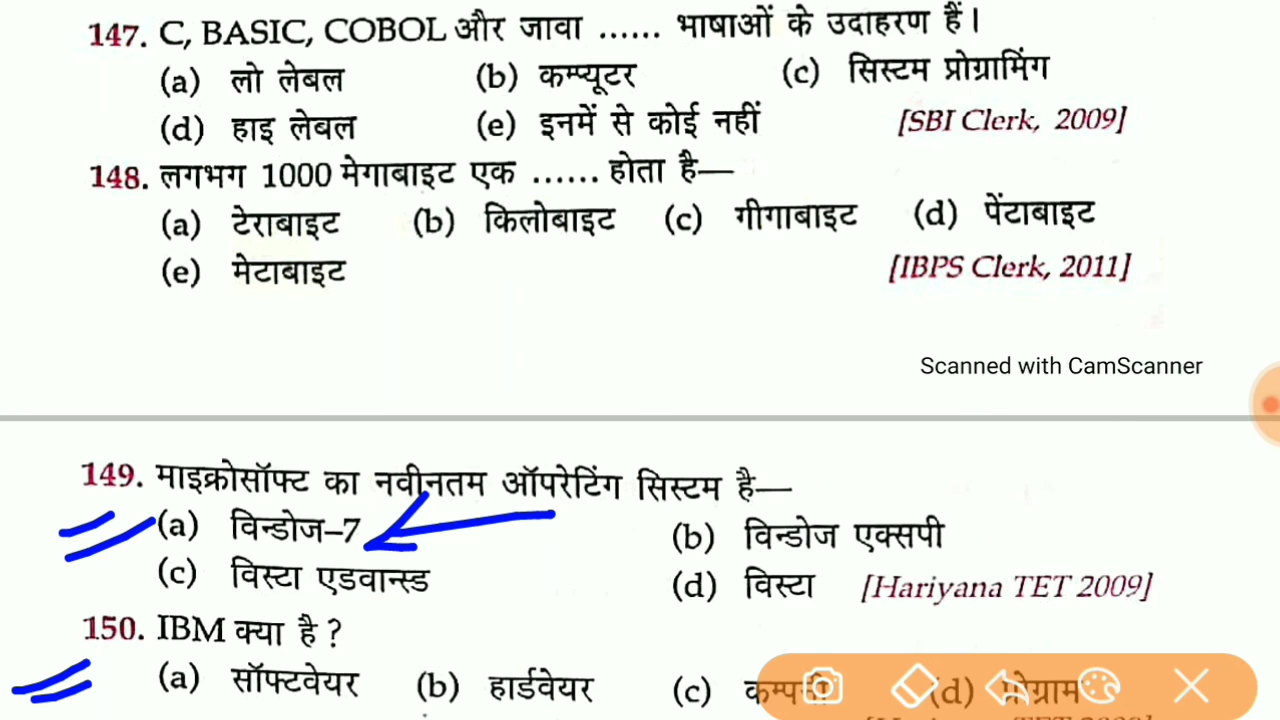 147. C, BASIC, COBOL और जावा ...... भाषाओं के उदाहरण हैं।
(a) लो लेबल (b) कम्प्यूटर (c) सिस्टम प्रोग्रामिंग
(d) हाइ लेबल (e) इनमें से कोई नहीं [SBI Clerk, 2009]
148. लगभग 1000 मेगाबाइट एक ...... होता है—
(a) टेराबाइट (b) किलोबाइट (c) गीगाबाइट (d) पेंटाबाइट
(e) मेटाबाइट [IBPS Clerk, 2011]
Scanned with CamScanner
149. माइक्रोसॉफ्ट का नवीनतम ऑपरेटिंग सिस्टम है—
(a) विन्डोज–7 (b) विन्डोज एक्सपी
(c) विस्टा एडवान्स्ड (d) विस्टा [Hariyana TET 2009]
150. IBM क्या है ?
(a) सॉफ्टवेयर (b) हार्डवेयर (c) कम्पनी (d) प्रोग्राम